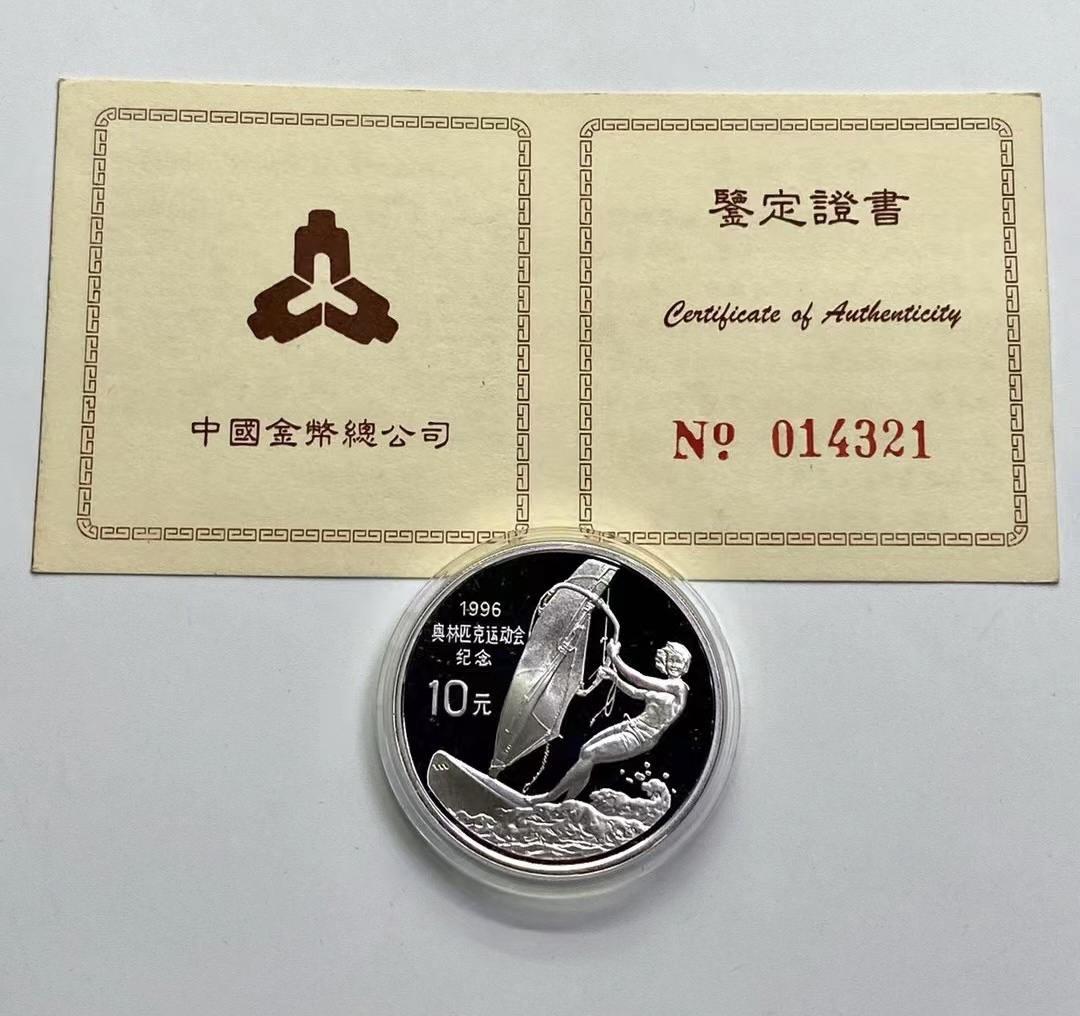 中國金幣總公司
鑒定證書
Certificate of Authenticity
Nº 014321
1996
奥林匹克运动会
纪念
10元